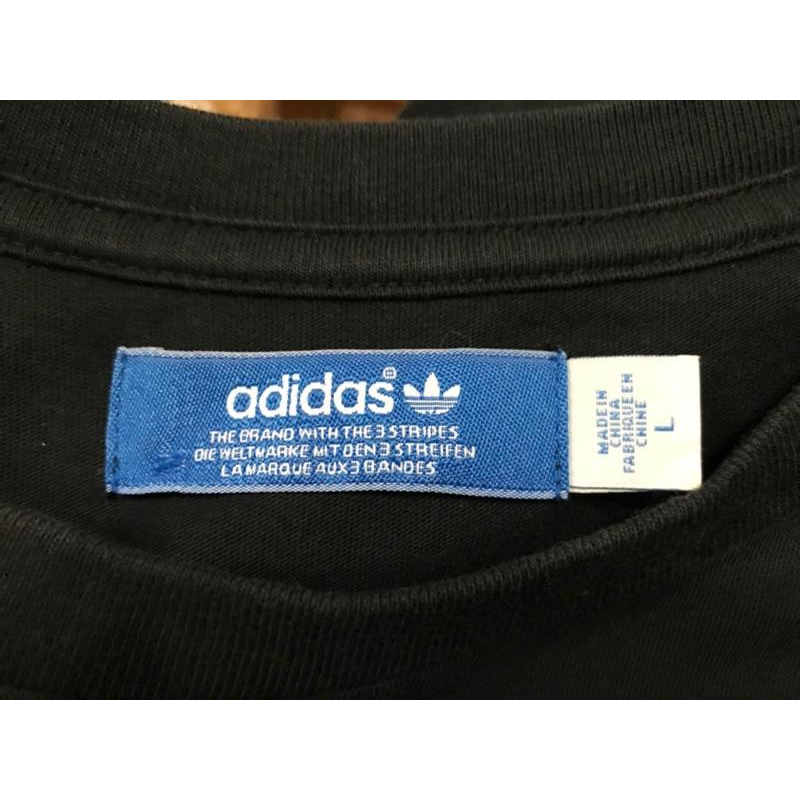 adidas®
THE BRAND WITH THE 3 STRIPES
DIE WELTMARKE MIT DEN 3 STREIFEN
LA MARQUE AUX 3 BANDES
MADE IN
CHINA
FABRIQUE EN
CHINE
L